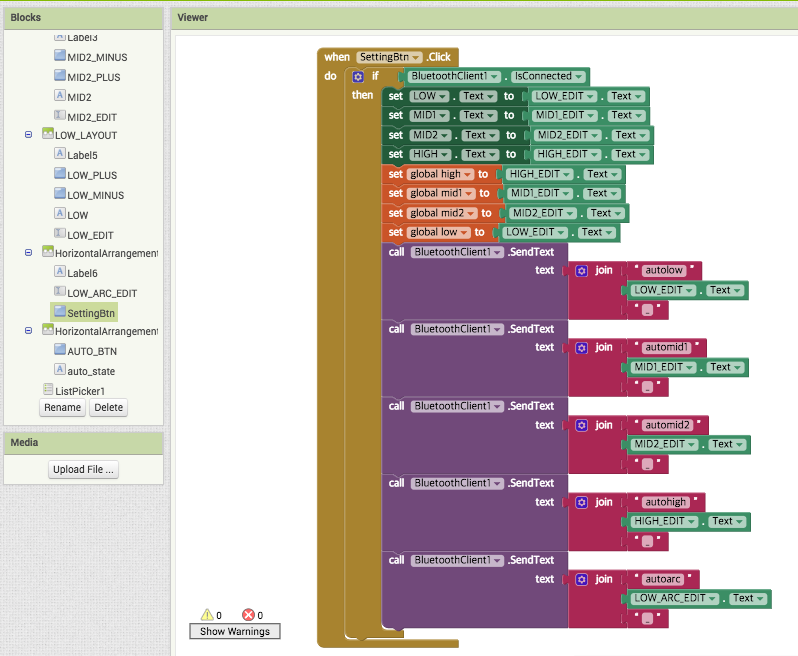 Blocks
Label3
MID2_MINUS
MID2_PLUS
MID2
MID2_EDIT
LOW_LAYOUT
Label5
LOW_PLUS
LOW_MINUS
LOW
LOW_EDIT
HorizontalArrangement
Label6
LOW_ARC_EDIT
SettingBtn
HorizontalArrangement
AUTO_BTN
auto_state
ListPicker1
Rename Delete
Media
Upload File ...
Viewer
when SettingBtn .Click
do if BluetoothClient1 . IsConnected
then set LOW . Text to LOW_EDIT . Text
set MID1 . Text to MID1_EDIT . Text
set MID2 . Text to MID2_EDIT . Text
set HIGH . Text to HIGH_EDIT . Text
set global high to HIGH_EDIT . Text
set global mid1 to MID1_EDIT . Text
set global mid2 to MID2_EDIT . Text
set global low to LOW_EDIT . Text
call BluetoothClient1 .SendText
text join " autolow "
LOW_EDIT . Text
" _ "
call BluetoothClient1 .SendText
text join " automid1 "
MID1_EDIT . Text
" _ "
call BluetoothClient1 .SendText
text join " automid2 "
MID2_EDIT . Text
" _ "
call BluetoothClient1 .SendText
text join " autohigh "
HIGH_EDIT . Text
" _ "
call BluetoothClient1 .SendText
text join " autoarc "
LOW_ARC_EDIT . Text
" _ "
0 0
Show Warnings